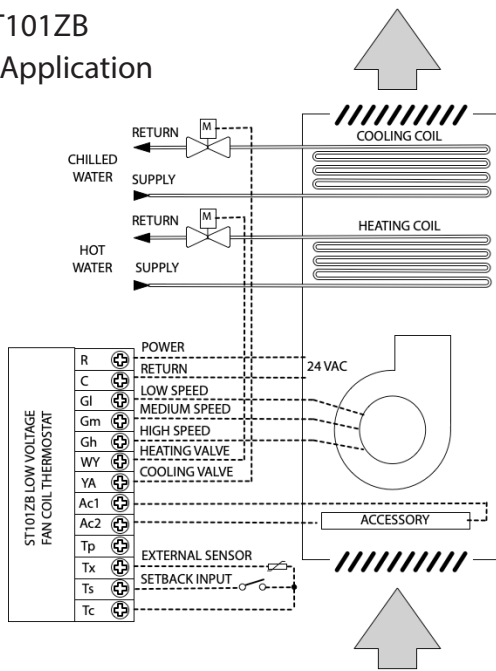 T101ZB
Application
M
RETURN
COOLING COIL
CHILLED
WATER
SUPPLY
M
RETURN
HEATING COIL
HOT
WATER
SUPPLY
ST101ZB LOW VOLTAGE
FAN COIL THERMOSTAT
R POWER
24 VAC
C RETURN
Gl LOW SPEED
Gm MEDIUM SPEED
Gh HIGH SPEED
WY HEATING VALVE
YA COOLING VALVE
Ac1
Ac2 ACCESSORY
Tp
Tx EXTERNAL SENSOR
Ts SETBACK INPUT
Tc